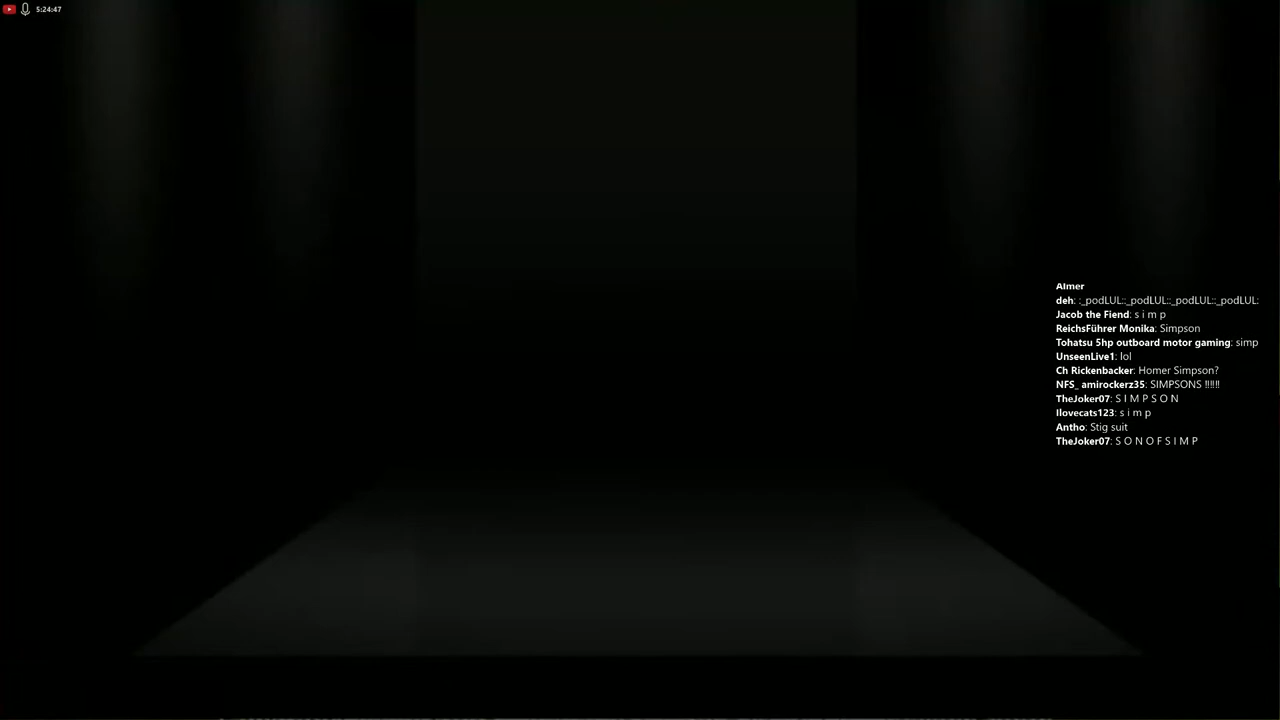 5:24:47
Almer
deh: :_podLUL::_podLUL::_podLUL::_podLUL:
Jacob the Fiend: s i m p
ReichsFührer Monika: Simpson
Tohatsu 5hp outboard motor gaming: simp
UnseenLive1: lol
Ch Rickenbacker: Homer Simpson?
NFS_ amirockerz35: SIMPSONS !!!!!!
TheJoker07: S I M P S O N
Ilovecats123: s i m p
Antho: Stig suit
TheJoker07: S O N O F S I M P